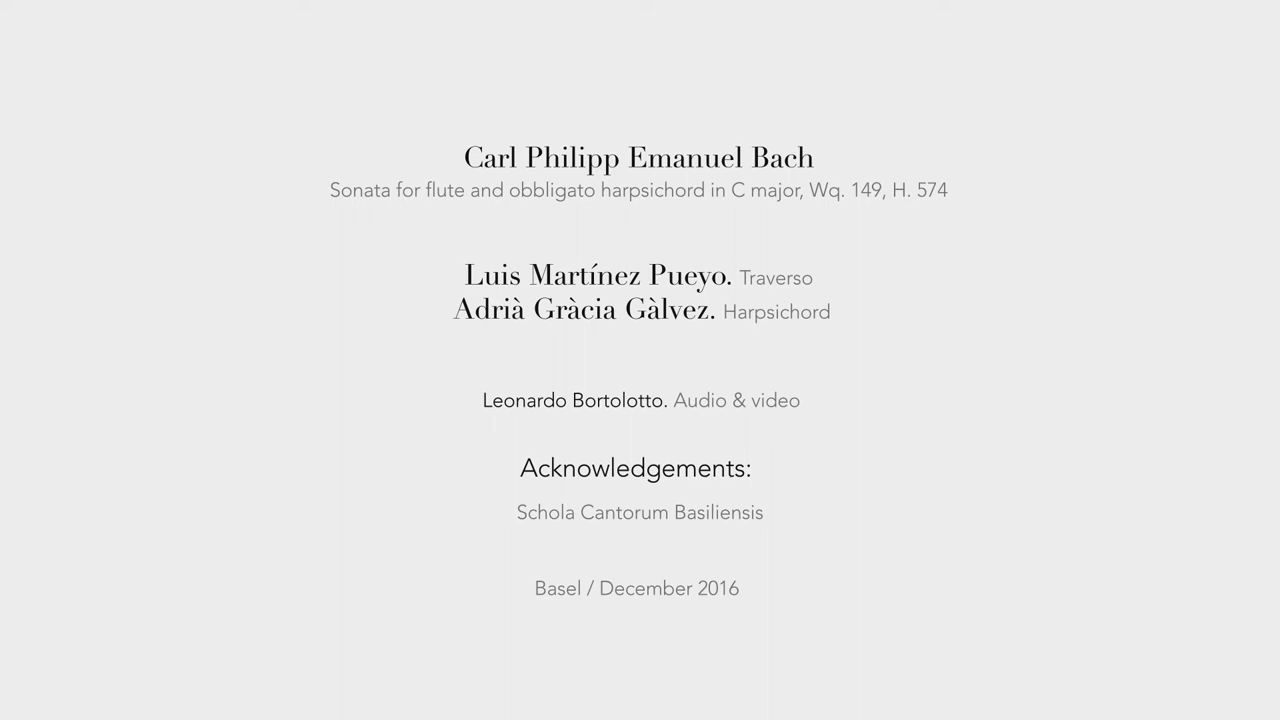 Carl Philipp Emanuel Bach
Sonata for flute and obbligato harpsichord in C major, Wq. 149, H. 574
Luis Martínez Pueyo. Traverso
Adrià Gràcia Gàlvez. Harpsichord
Leonardo Bortolotto. Audio & video
Acknowledgements:
Schola Cantorum Basiliensis
Basel / December 2016